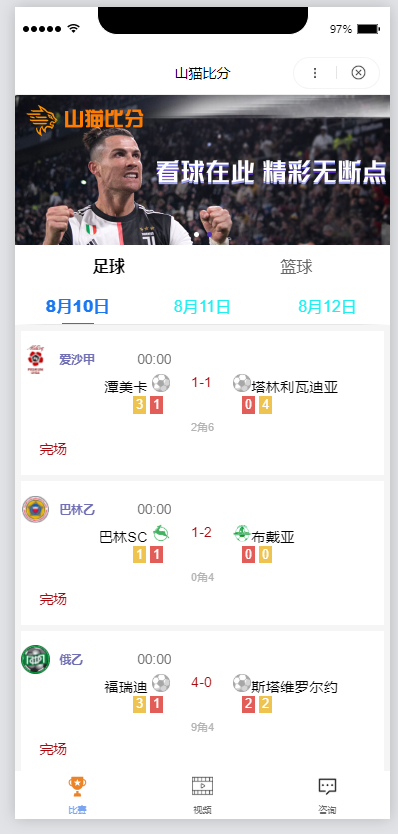 97%
山猫比分
山猫比分
看球在此 精彩无断点
足球 篮球
8月10日 8月11日 8月12日
爱沙甲 00:00
潭美卡 1-1 塔林利瓦迪亚
3 1 0 4
2角6
完场
巴林乙 00:00
巴林SC 1-2 布戴亚
1 1 0 0
0角4
完场
俄乙 00:00
福瑞迪 4-0 斯塔维罗尔约
3 1 2 2
9角4
完场
比赛 视频 咨询